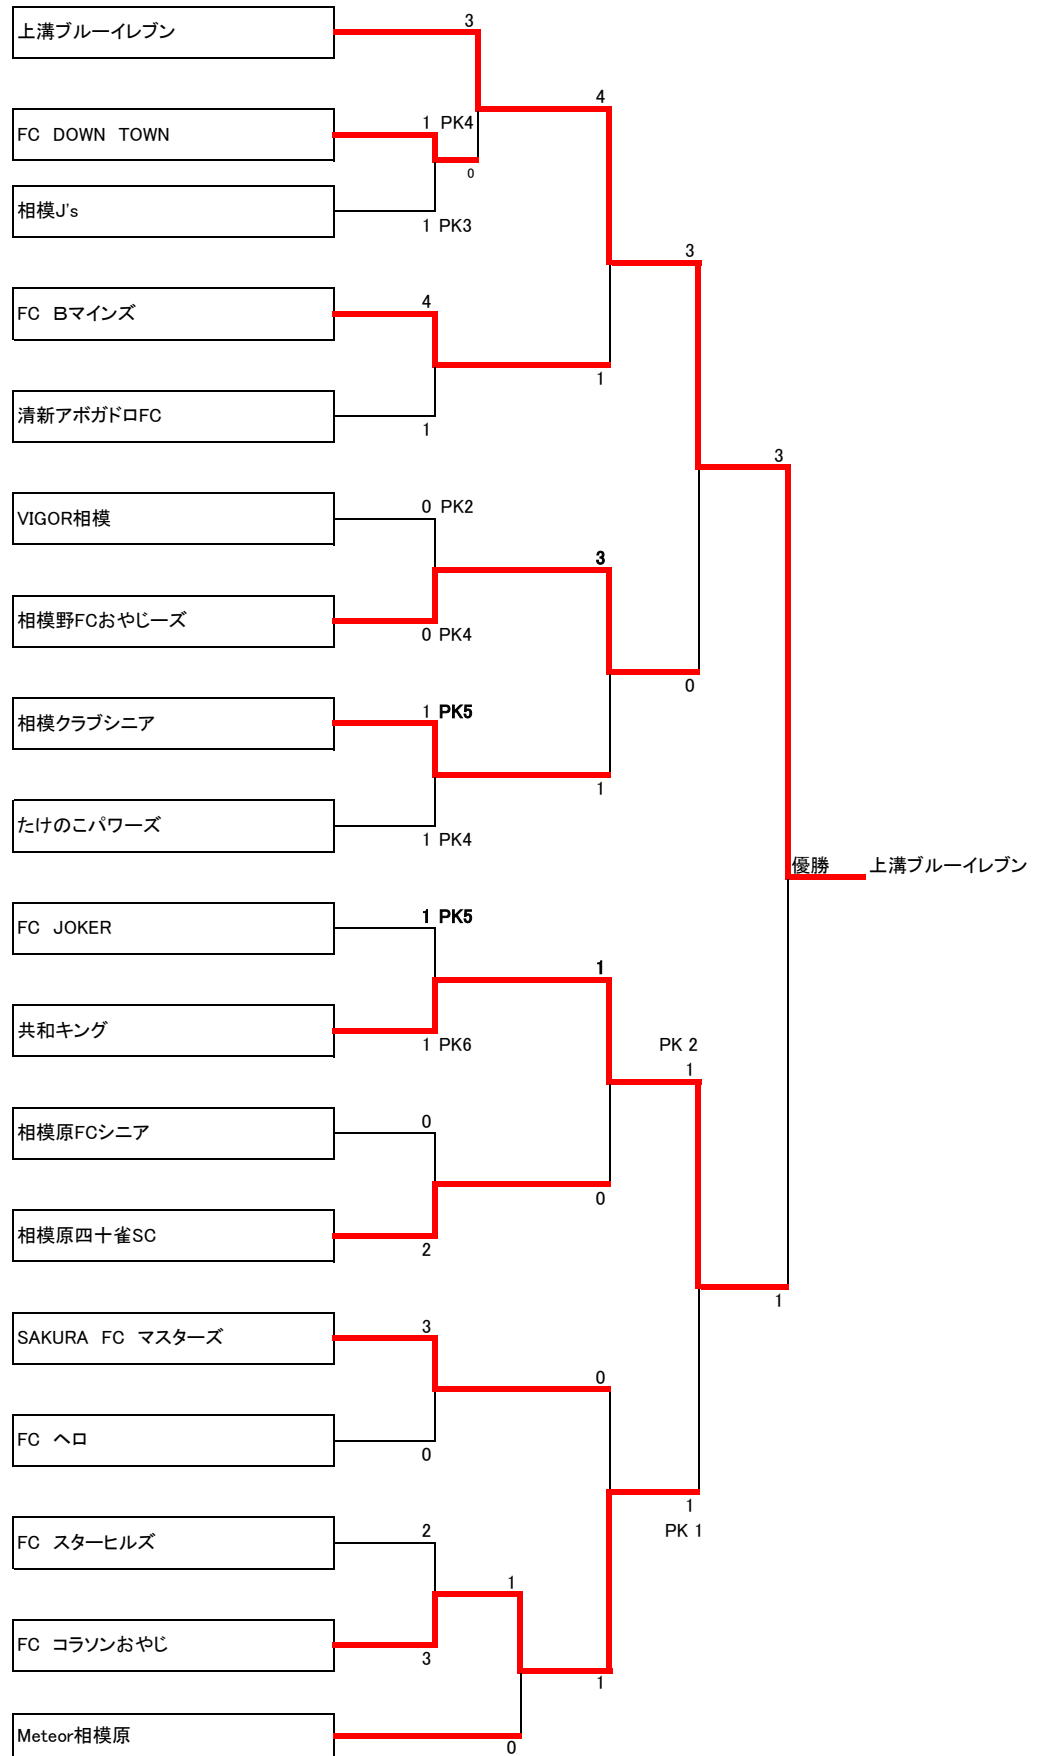 上溝ブルーイレブン
3
4
FC DOWN TOWN
1 PK4
0
相模J's
1 PK3
3
FC Bマインズ
4
1
清新アボガドロFC
1
3
VIGOR相模
0 PK2
3
相模野FCおやじーズ
0 PK4
0
相模クラブシニア
1 PK5
1
たけのこパワーズ
1 PK4
優勝 上溝ブルーイレブン
FC JOKER
1 PK5
1
共和キング
1 PK6
PK 2
1
相模原FCシニア
0
0
相模原四十雀SC
2
1
SAKURA FC マスターズ
3
0
FC ヘロ
0
1
PK 1
FC スターヒルズ
2
1
FC コラソンおやじ
3
1
Meteor相模原
0